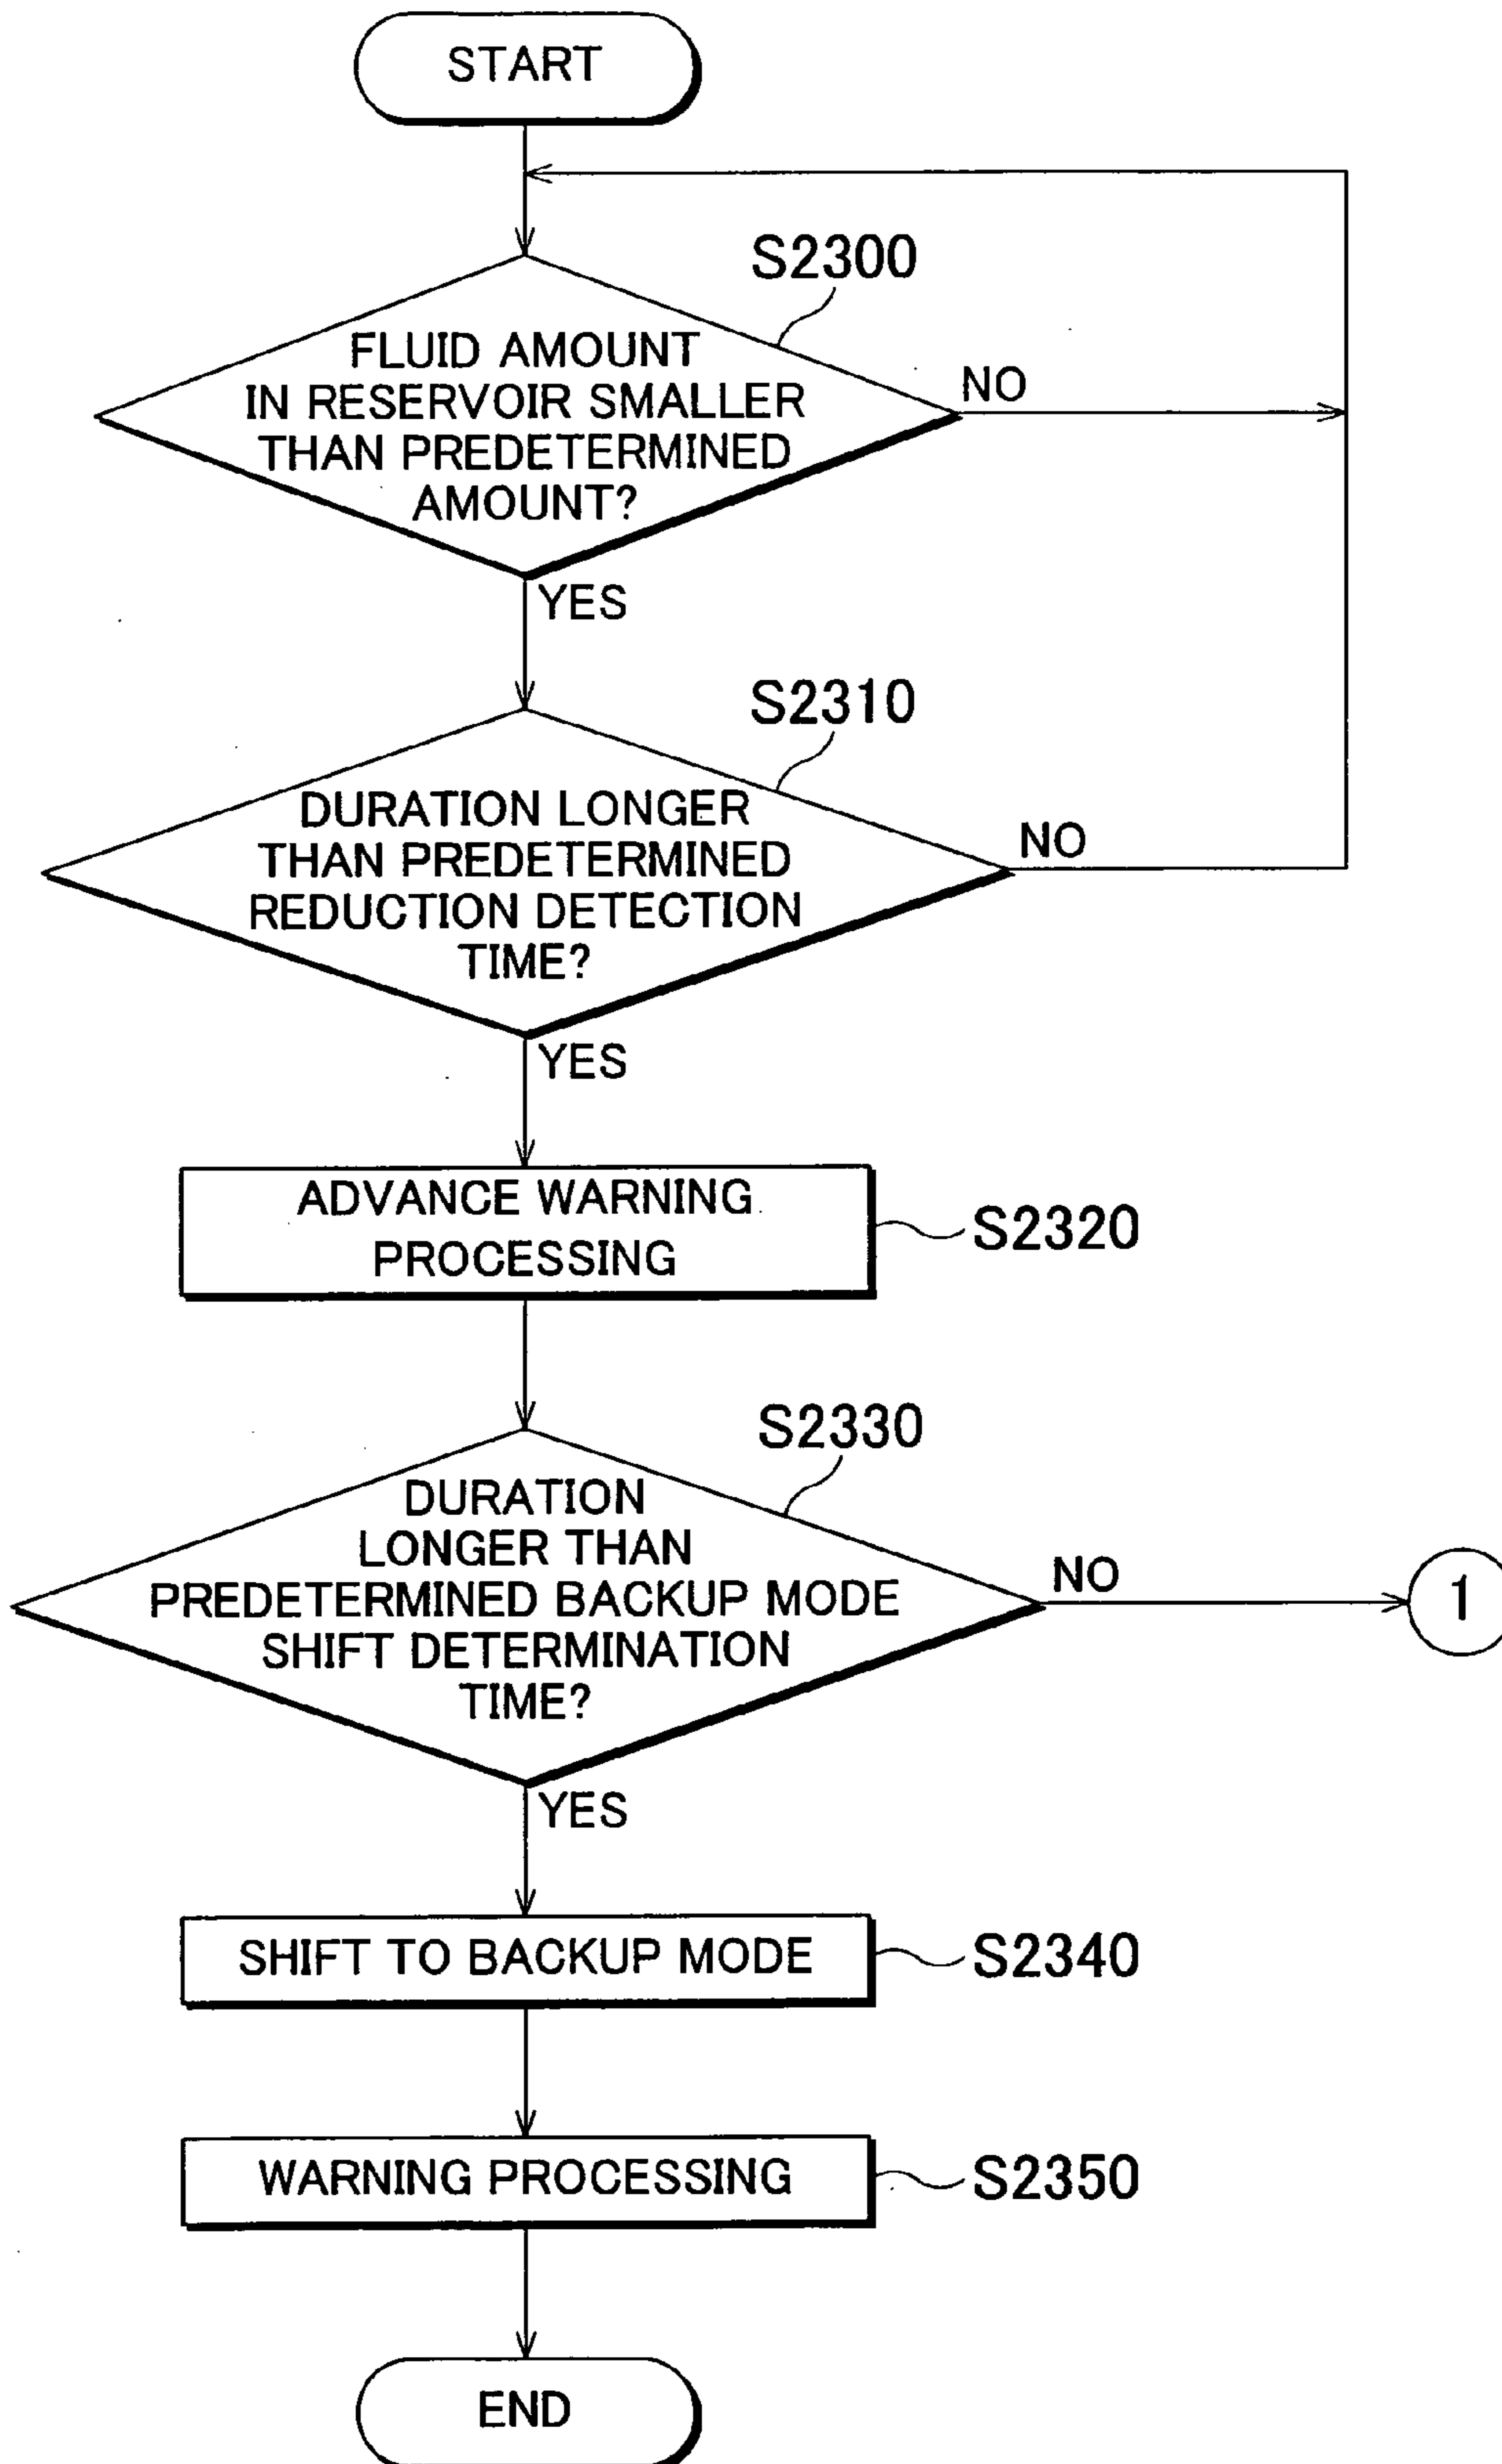 START
S2300
FLUID AMOUNT
IN RESERVOIR SMALLER
THAN PREDETERMINED
AMOUNT?
NO
YES
S2310
DURATION LONGER
THAN PREDETERMINED
REDUCTION DETECTION
TIME?
NO
YES
ADVANCE WARNING
PROCESSING
S2320
S2330
DURATION
LONGER THAN
PREDETERMINED BACKUP MODE
SHIFT DETERMINATION
TIME?
NO
1
YES
SHIFT TO BACKUP MODE
S2340
WARNING PROCESSING
S2350
END